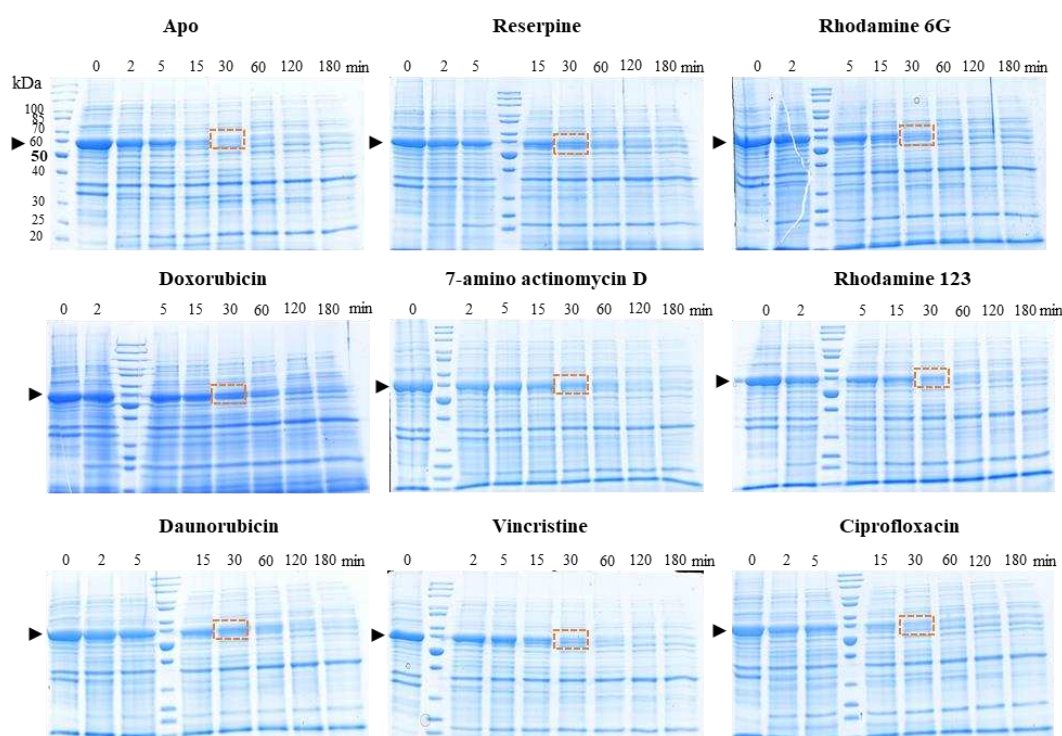 Apo
0 2 5 15 30 60 120 180 min
kDa
100
85
70
60
50
40
30
25
20
Reserpine
0 2 5 15 30 60 120 180 min
Rhodamine 6G
0 2 5 15 30 60 120 180 min
Doxorubicin
0 2 5 15 30 60 120 180 min
7-amino actinomycin D
0 2 5 15 30 60 120 180 min
Rhodamine 123
0 2 5 15 30 60 120 180 min
Daunorubicin
0 2 5 15 30 60 120 180 min
Vincristine
0 2 5 15 30 60 120 180 min
Ciprofloxacin
0 2 5 15 30 60 120 180 min